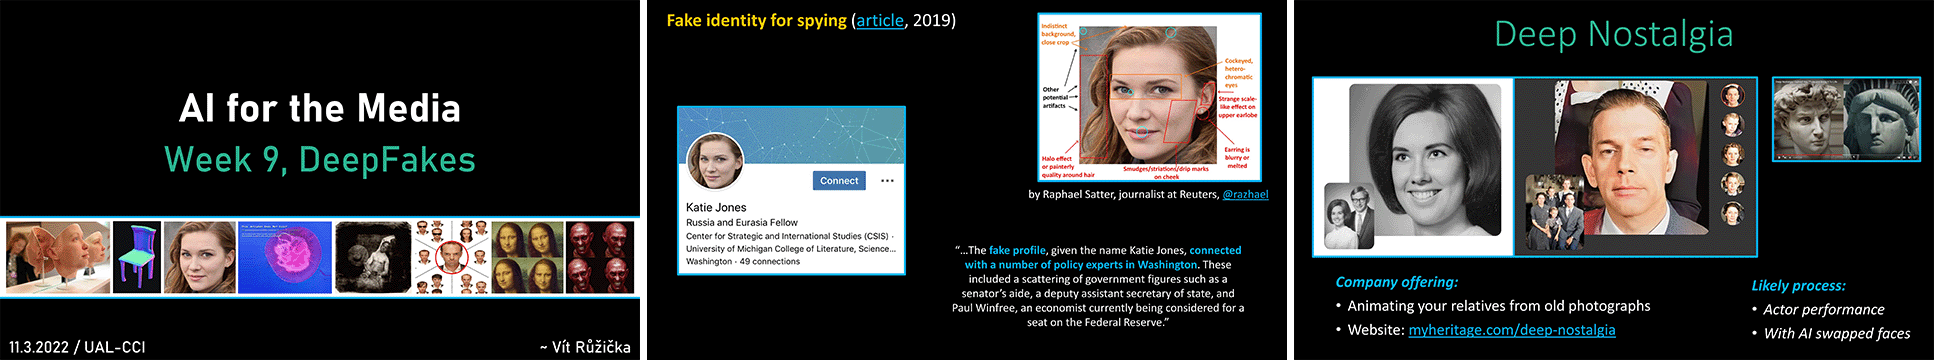 AI for the Media
Week 9, DeepFakes
11.3.2022 / UAL-CCI
~ Vít Růžička
Fake identity for spying (article, 2019)
Connect
Katie Jones
Russia and Eurasia Fellow
Center for Strategic and International Studies (CSIS) ·
University of Michigan College of Literature, Science...
Washington · 49 connections
Indistinct
background,
close crop
Other
potential
artifacts
Halo effect
or painterly
quality around hair
Smudges/striations/drip marks
on cheek
Cockeyed,
hetero-
chromatic
eyes
Strange scale-
like effect on
upper earlobe
Earring is
blurry or
melted
by Raphael Satter, journalist at Reuters, @razhael
“...The fake profile, given the name Katie Jones, connected
with a number of policy experts in Washington. These
included a scattering of government figures such as a
senator’s aide, a deputy assistant secretary of state, and
Paul Winfree, an economist currently being considered for a
seat on the Federal Reserve.”
Deep Nostalgia
Company offering:
• Animating your relatives from old photographs
• Website: myheritage.com/deep-nostalgia
Likely process:
• Actor performance
• With AI swapped faces